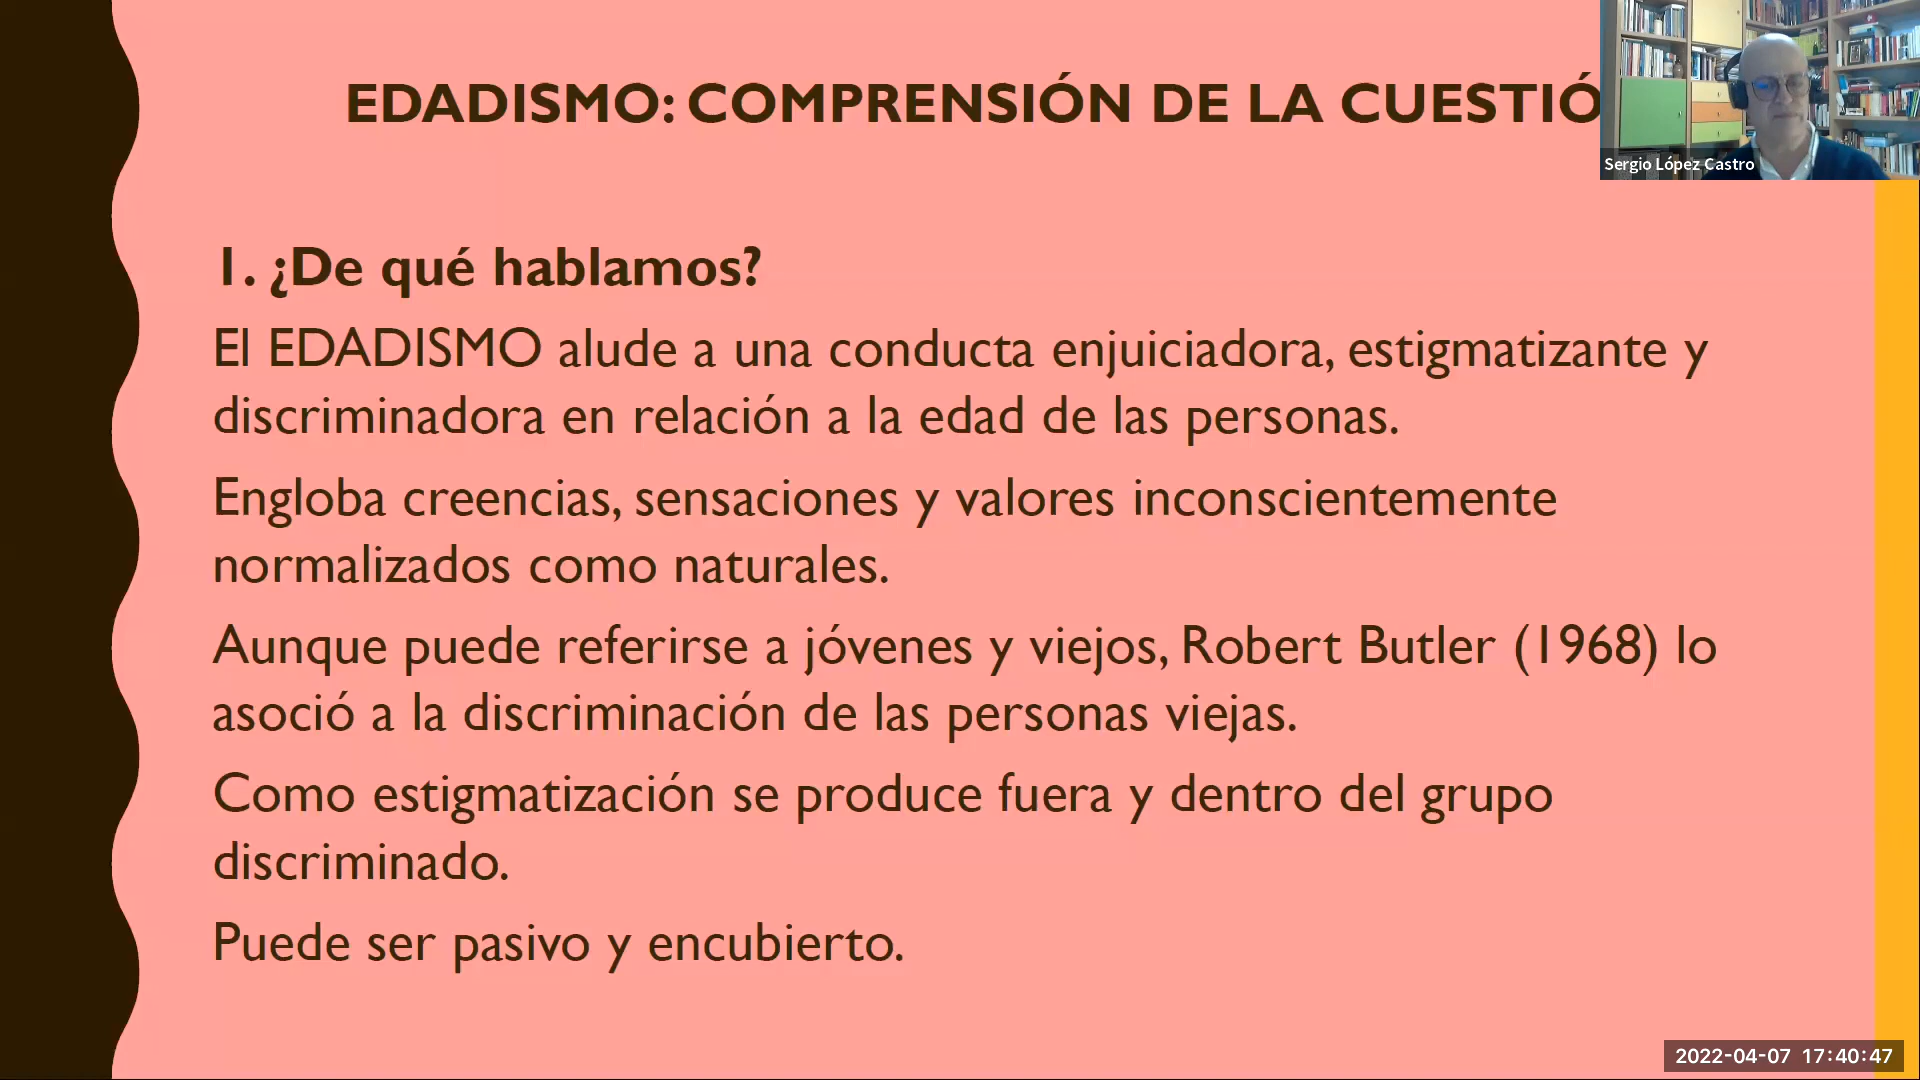 EDADISMO: COMPRENSIÓN DE LA CUESTIÓ
Sergio López Castro
1. ¿De qué hablamos?
El EDADISMO alude a una conducta enjuiciadora, estigmatizante y
discriminadora en relación a la edad de las personas.
Engloba creencias, sensaciones y valores inconscientemente
normalizados como naturales.
Aunque puede referirse a jóvenes y viejos, Robert Butler (1968) lo
asoció a la discriminación de las personas viejas.
Como estigmatización se produce fuera y dentro del grupo
discriminado.
Puede ser pasivo y encubierto.
2022-04-07 17:40:47